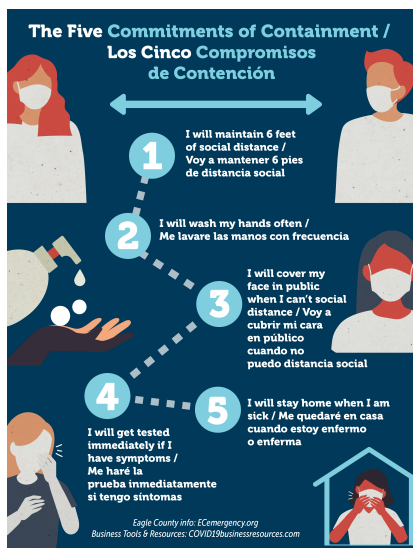 The Five Commitments of Containment /
Los Cinco Compromisos
de Contención
1
I will maintain 6 feet
of social distance /
Voy a mantener 6 pies
de distancia social
2
I will wash my hands often /
Me lavare las manos con frecuencia
3
I will cover my
face in public
when I can't social
distance / Voy a
cubrir mi cara
en público
cuando no
puedo distancia social
4
I will get tested
immediately if I
have symptoms /
Me haré la
prueba inmediatamente
si tengo síntomas
5
I will stay home when I am
sick / Me quedaré en casa
cuando estoy enfermo
o enferma
Eagle County info: ECemergency.org
Business Tools & Resources: COVID19businessresources.com